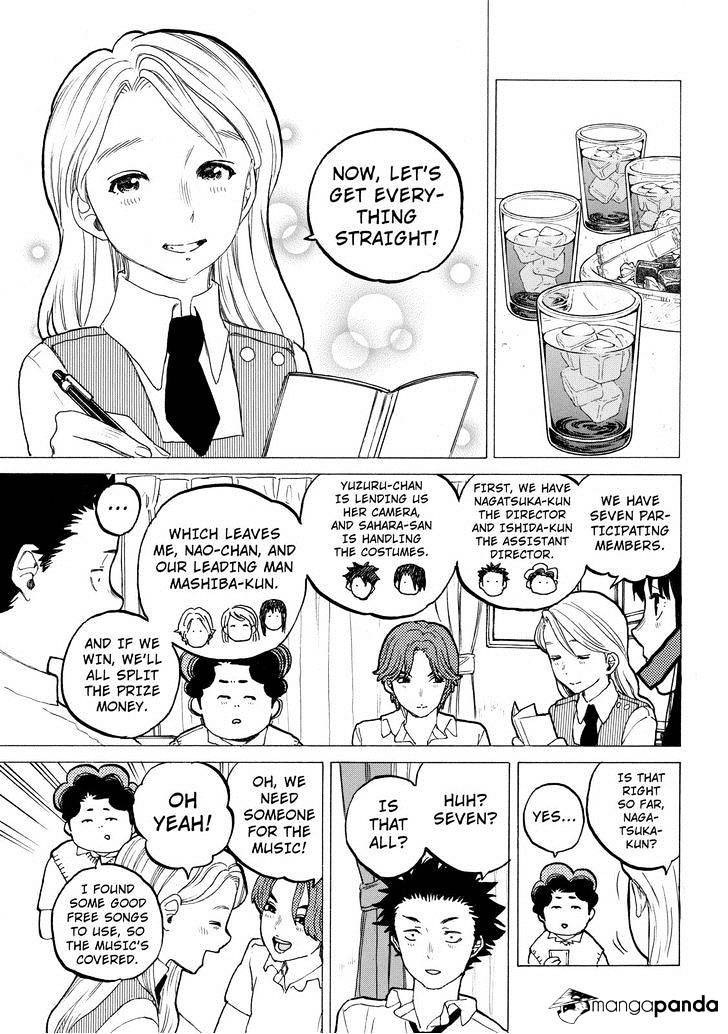 NOW, LET'S
GET EVERY-
THING
STRAIGHT!
WE HAVE
SEVEN PAR-
TICIPATING
MEMBERS.
FIRST, WE HAVE
NAGATSUKA-KUN
THE DIRECTOR
AND ISHIDA-KUN
THE ASSISTANT
DIRECTOR.
YUZURU-CHAN
IS LENDING US
HER CAMERA,
AND SAHARA-SAN
IS HANDLING
THE COSTUMES.
WHICH LEAVES
ME, NAO-CHAN, AND
OUR LEADING MAN
MASHIBA-KUN.
...
AND IF WE
WIN, WE'LL
ALL SPLIT
THE PRIZE
MONEY.
IS THAT
RIGHT
SO FAR,
NAGA-
TSUKA-
KUN?
YES...
HUH?
SEVEN?
IS
THAT
ALL?
OH, WE
NEED
SOMEONE
FOR THE
MUSIC!
OH
YEAH!
I FOUND
SOME GOOD
FREE SONGS
TO USE, SO
THE MUSIC'S
COVERED.
mangapanda